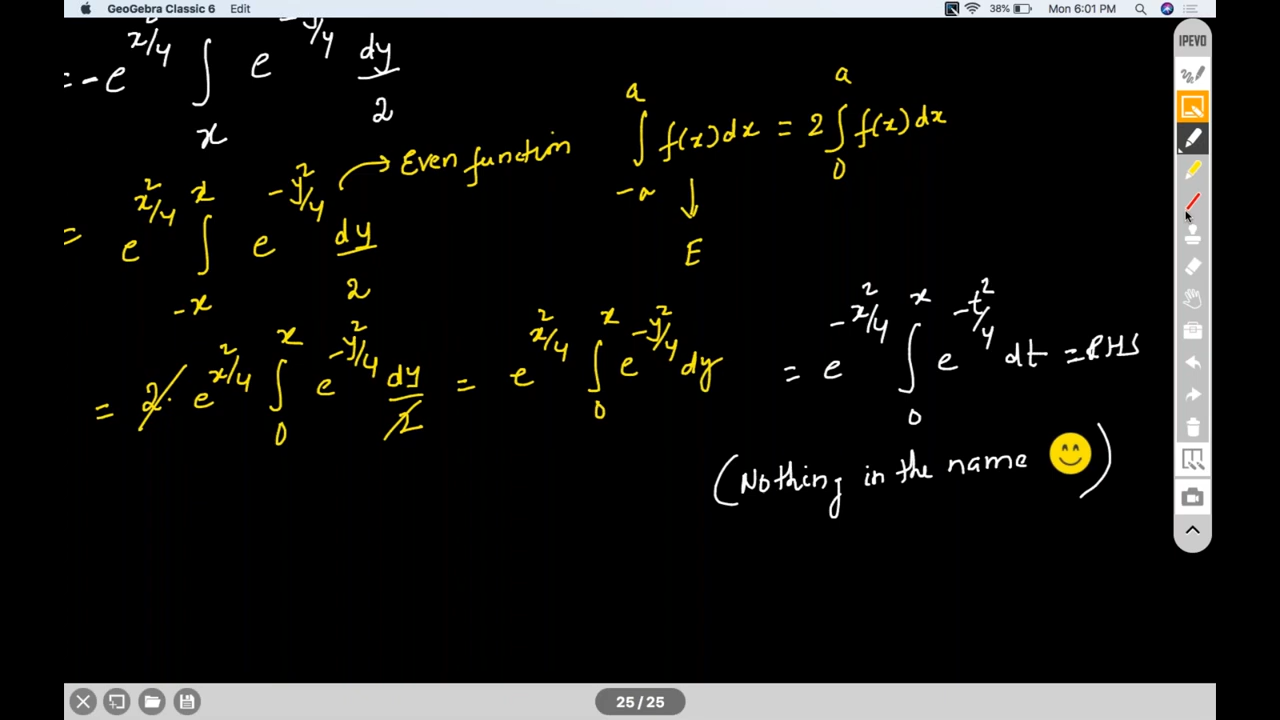 GeoGebra Classic 6 Edit 38% Mon 6:01 PM
IPEVO
= -e^{x²/4} ∫_x e^{-y²/4} dy/2
= e^{x²/4} ∫_{-x}^{x} e^{-y²/4} dy/2 → Even function
∫_{-a}^{a} f(x) dx = 2 ∫_0^a f(x) dx
↓
E
= 2· e^{x²/4} ∫_0^x e^{-y²/4} dy/2 = e^{x²/4} ∫_0^x e^{-y²/4} dy
= e^{-x²/4} ∫_0^x e^{-t²/4} dt = RHS
(Nothing in the name 😊)
25 / 25